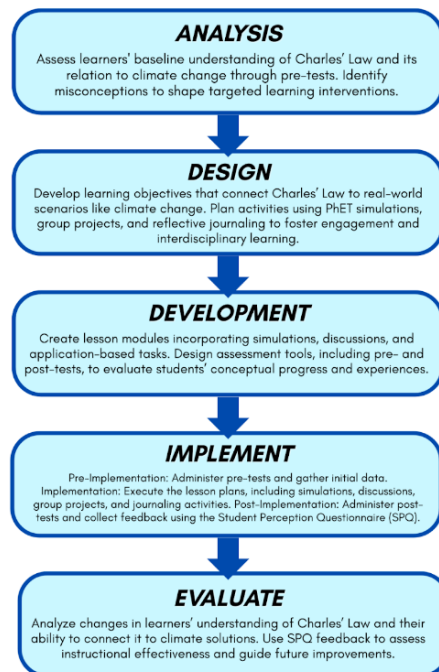 ANALYSIS
Assess learners' baseline understanding of Charles' Law and its
relation to climate change through pre-tests. Identify
misconceptions to shape targeted learning interventions.
DESIGN
Develop learning objectives that connect Charles' Law to real-world
scenarios like climate change. Plan activities using PhET simulations,
group projects, and reflective journaling to foster engagement and
interdisciplinary learning.
DEVELOPMENT
Create lesson modules incorporating simulations, discussions, and
application-based tasks. Design assessment tools, including pre- and
post-tests, to evaluate students' conceptual progress and experiences.
IMPLEMENT
Pre-Implementation: Administer pre-tests and gather initial data.
Implementation: Execute the lesson plans, including simulations, discussions,
group projects, and journaling activities. Post-Implementation: Administer post-
tests and collect feedback using the Student Perception Questionnaire (SPQ).
EVALUATE
Analyze changes in learners' understanding of Charles' Law and their
ability to connect it to climate solutions. Use SPQ feedback to assess
instructional effectiveness and guide future improvements.